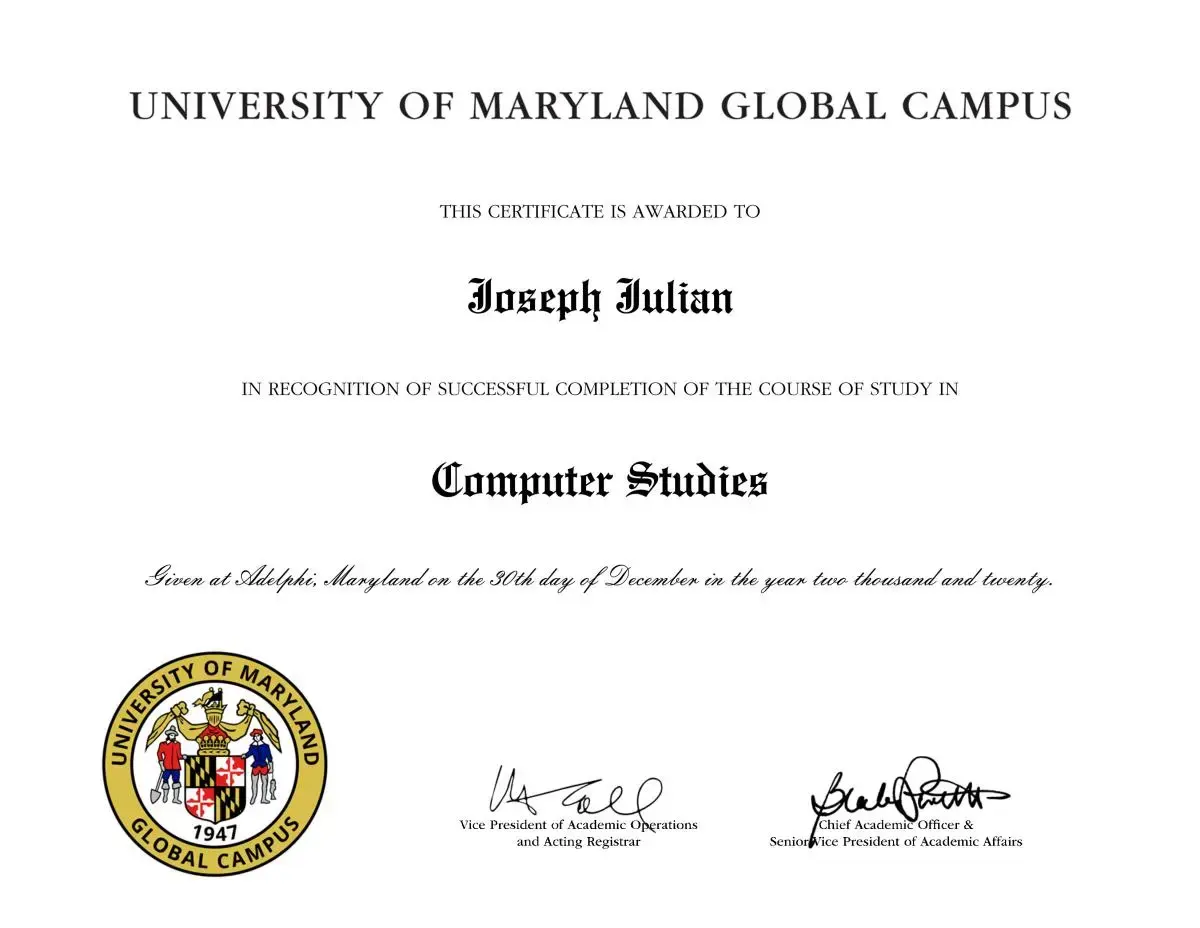 UNIVERSITY OF MARYLAND GLOBAL CAMPUS
THIS CERTIFICATE IS AWARDED TO
Joseph Julian
IN RECOGNITION OF SUCCESSFUL COMPLETION OF THE COURSE OF STUDY IN
Computer Studies
Given at Adelphi, Maryland on the 30th day of December in the year two thousand and twenty.
UNIVERSITY OF MARYLAND
1947
GLOBAL CAMPUS
Vice President of Academic Operations
and Acting Registrar
Chief Academic Officer &
Senior Vice President of Academic Affairs